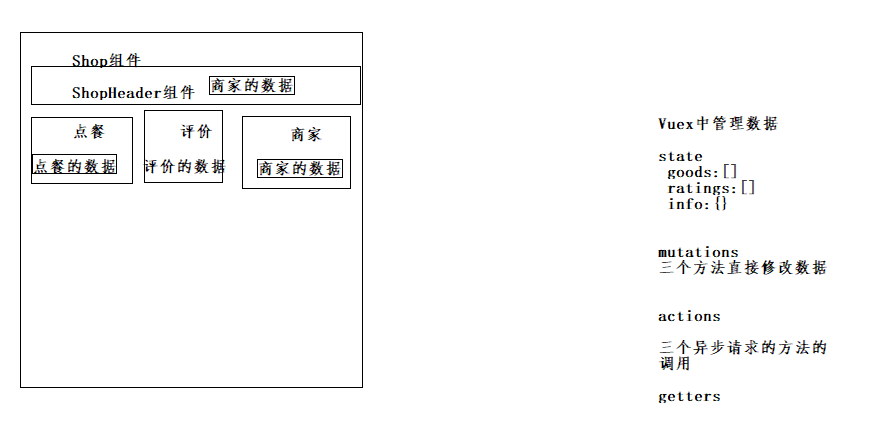 Shop组件
ShopHeader组件 商家的数据
点餐 评价 商家
点餐的数据 评价的数据 商家的数据
Vuex中管理数据
state
goods:[]
ratings:[]
info:{}
mutations
三个方法直接修改数据
actions
三个异步请求的方法的
调用
getters